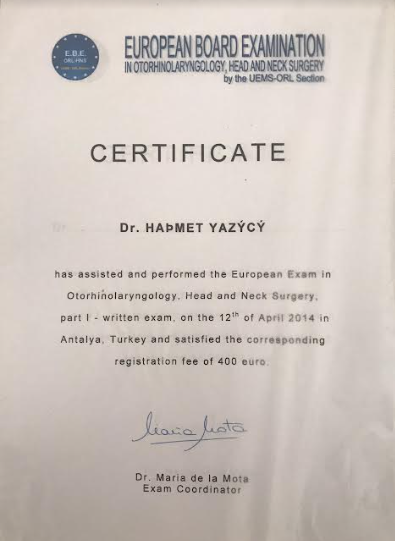 E.B.E.
ORL-HNS
EUROPEAN BOARD EXAMINATION
IN OTORHINOLARYNGOLOGY, HEAD AND NECK SURGERY
by the UEMS-ORL Section
CERTIFICATE
Dr. HAÞMET YAZÝCÝ
has assisted and performed the European Exam in
Otorhinolaryngology, Head and Neck Surgery,
part I - written exam, on the 12th of April 2014 in
Antalya, Turkey and satisfied the corresponding
registration fee of 400 euro.
Maria Mota
Dr. Maria de la Mota
Exam Coordinator